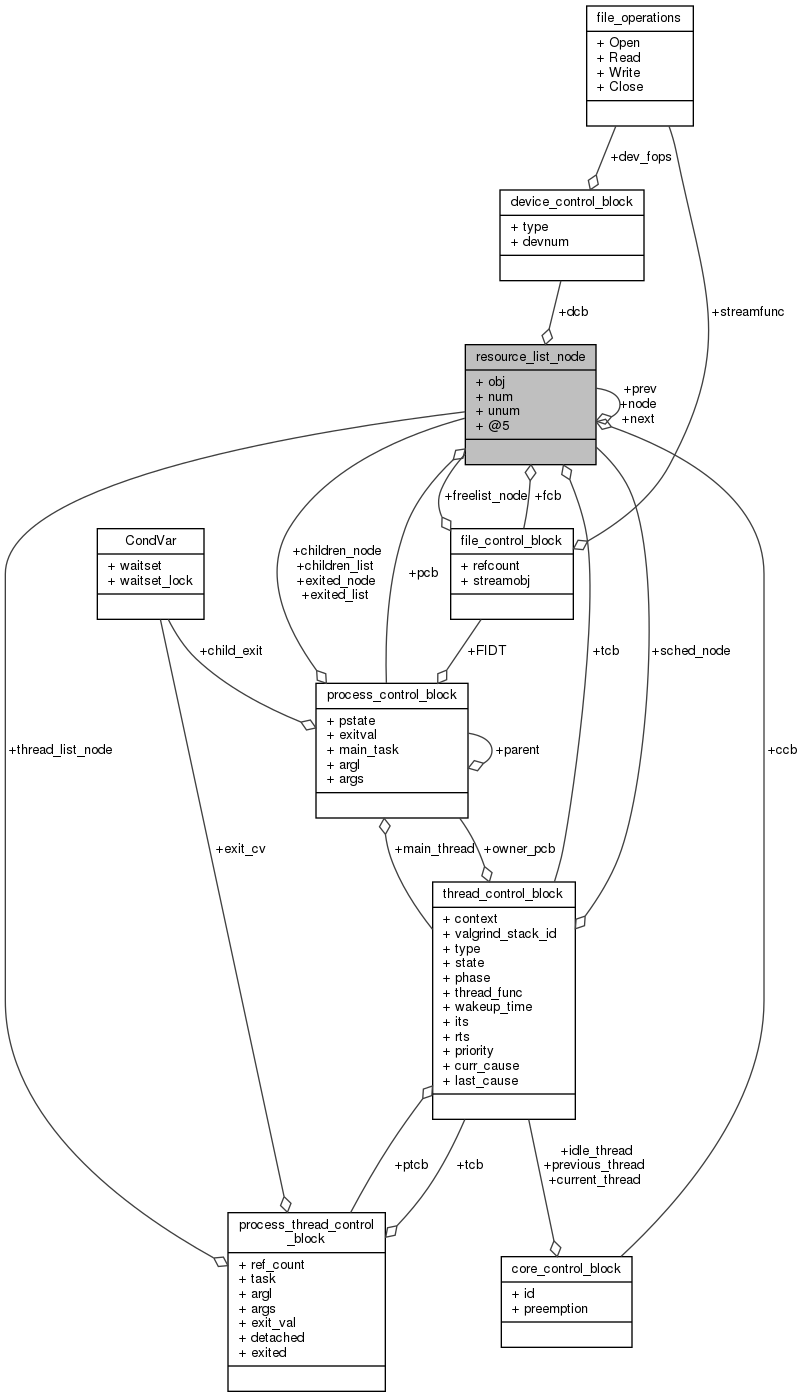 file_operations
+ Open
+ Read
+ Write
+ Close
+dev_fops
device_control_block
+ type
+ devnum
+dcb
+streamfunc
resource_list_node
+ obj
+ num
+ unum
+ @5
+prev
+node
+next
+freelist_node
+fcb
CondVar
+ waitset
+ waitset_lock
file_control_block
+ refcount
+ streamobj
+children_node
+children_list
+exited_node
+exited_list
+pcb
+child_exit
+FIDT
+tcb
+sched_node
process_control_block
+ pstate
+ exitval
+ main_task
+ argl
+ args
+parent
+thread_list_node
+ccb
+exit_cv
+main_thread
+owner_pcb
thread_control_block
+ context
+ valgrind_stack_id
+ type
+ state
+ phase
+ thread_func
+ wakeup_time
+ its
+ rts
+ priority
+ curr_cause
+ last_cause
+ptcb
+tcb
+idle_thread
+previous_thread
+current_thread
process_thread_control
_block
+ ref_count
+ task
+ argl
+ args
+ exit_val
+ detached
+ exited
core_control_block
+ id
+ preemption